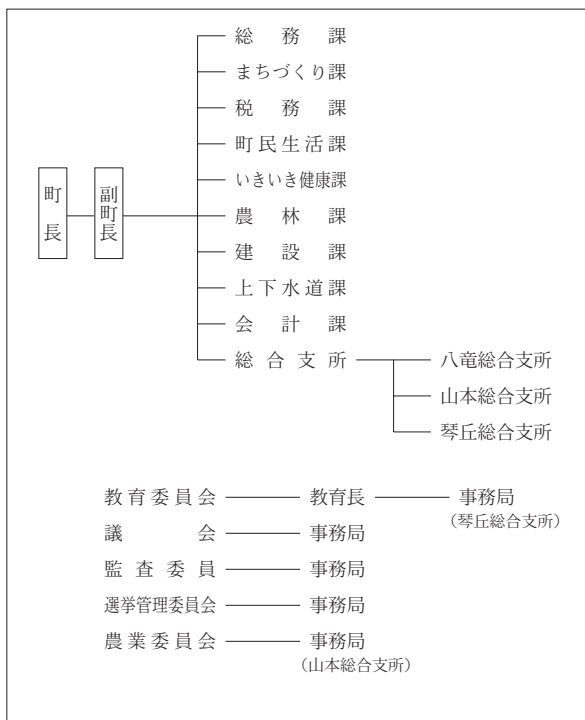 町長
副町長
総務課
まちづくり課
税務課
町民生活課
いきいき健康課
農林課
建設課
上下水道課
会計課
総合支所 八竜総合支所
山本総合支所
琴丘総合支所
教育委員会 教育長 事務局
（琴丘総合支所）
議会 事務局
監査委員 事務局
選挙管理委員会 事務局
農業委員会 事務局
（山本総合支所）